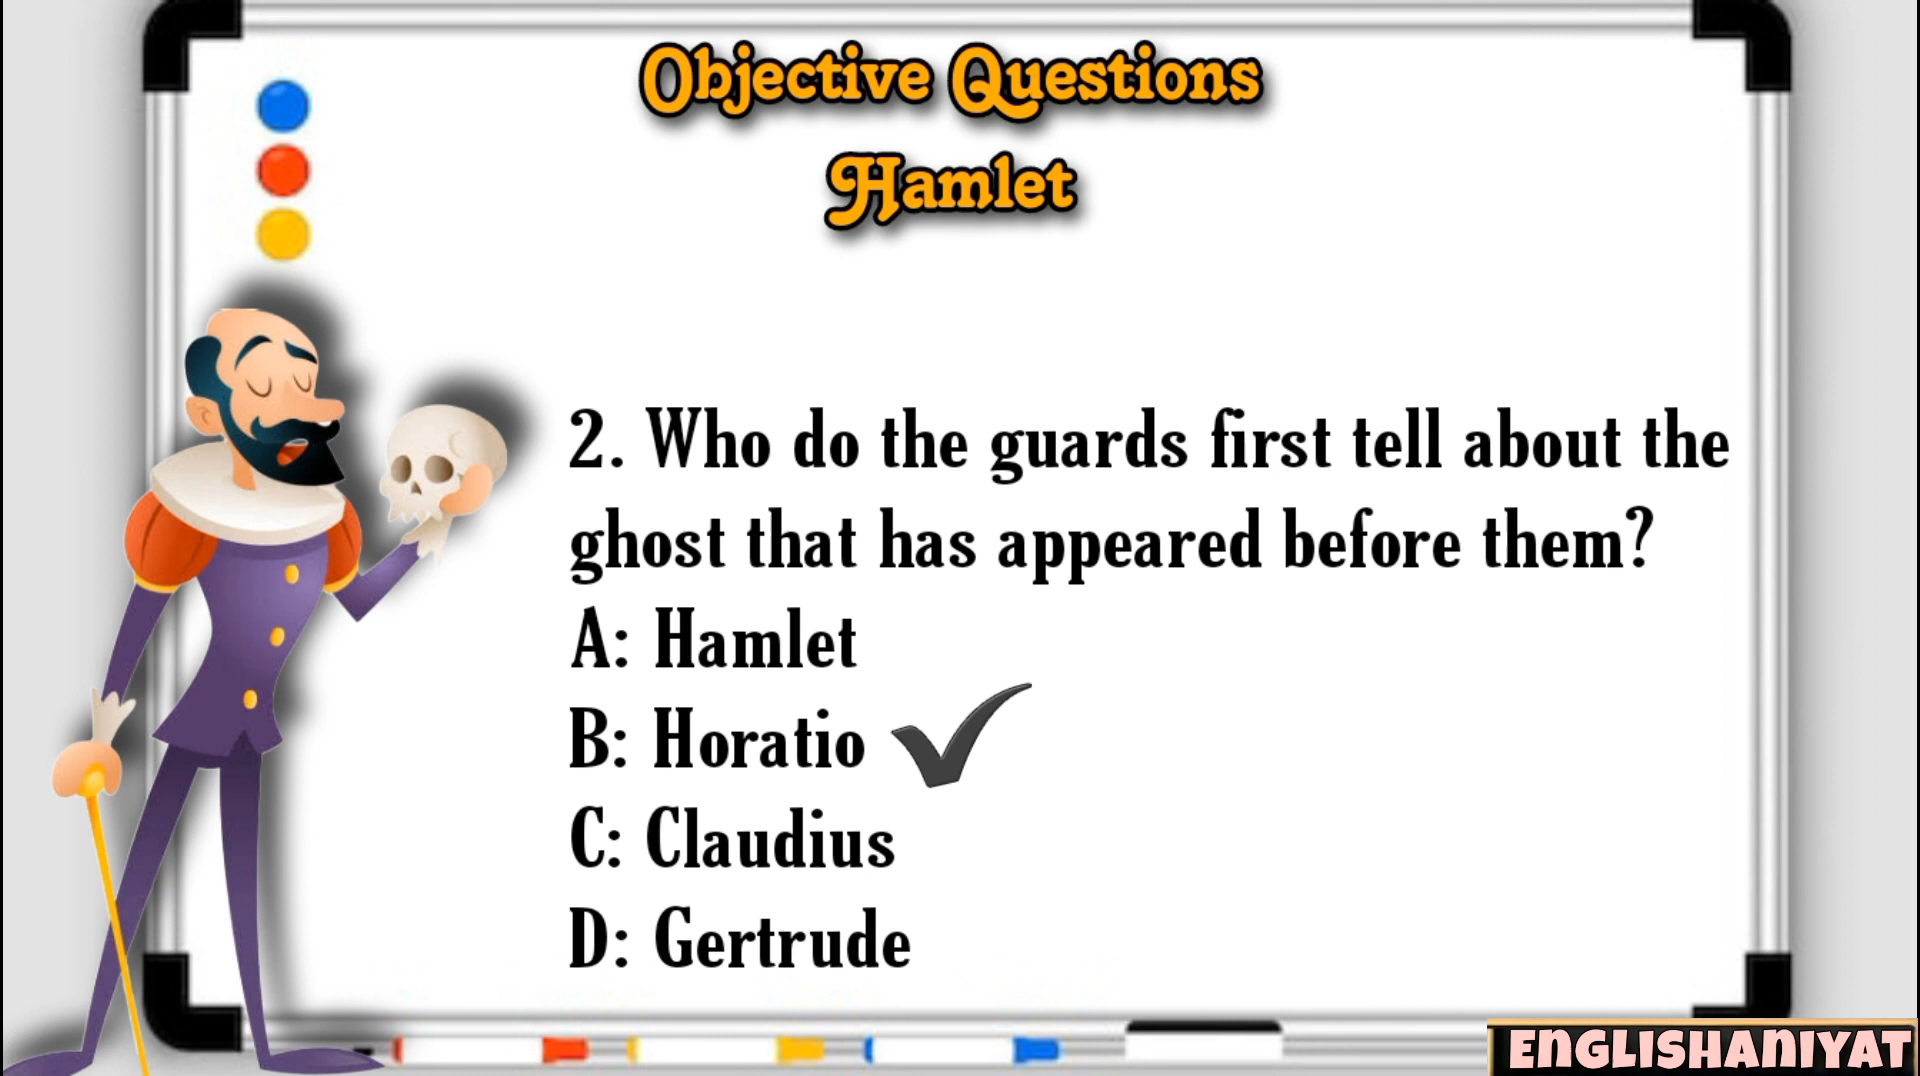 Objective Questions
Hamlet
2. Who do the guards first tell about the
ghost that has appeared before them?
A: Hamlet
B: Horatio
C: Claudius
D: Gertrude
ENGLISHANIYAT